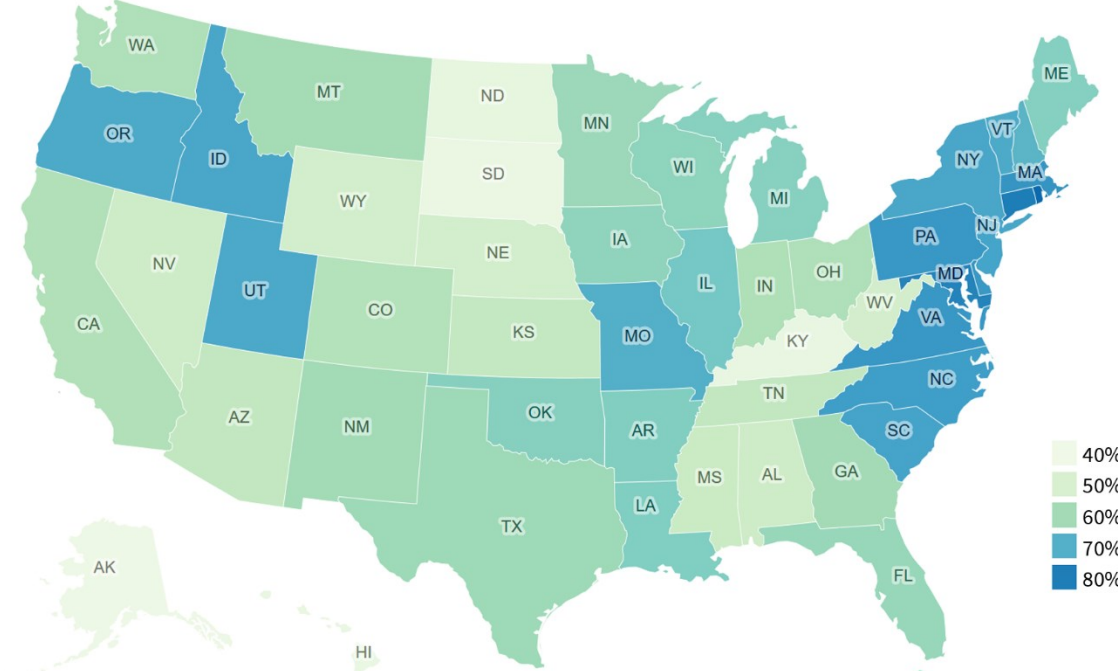 WA
ME
MT
ND
MN
VT
OR
ID
NY
SD
WI
MA
MI
WY
NJ
IA
PA
NE
NV
OH
MD
IL
IN
UT
WV
CO
VA
CA
KS
MO
KY
NC
TN
AZ
OK
NM
AR
SC
GA
MS
AL
40%
LA
50%
TX
60%
70%
AK
FL
80%
HI